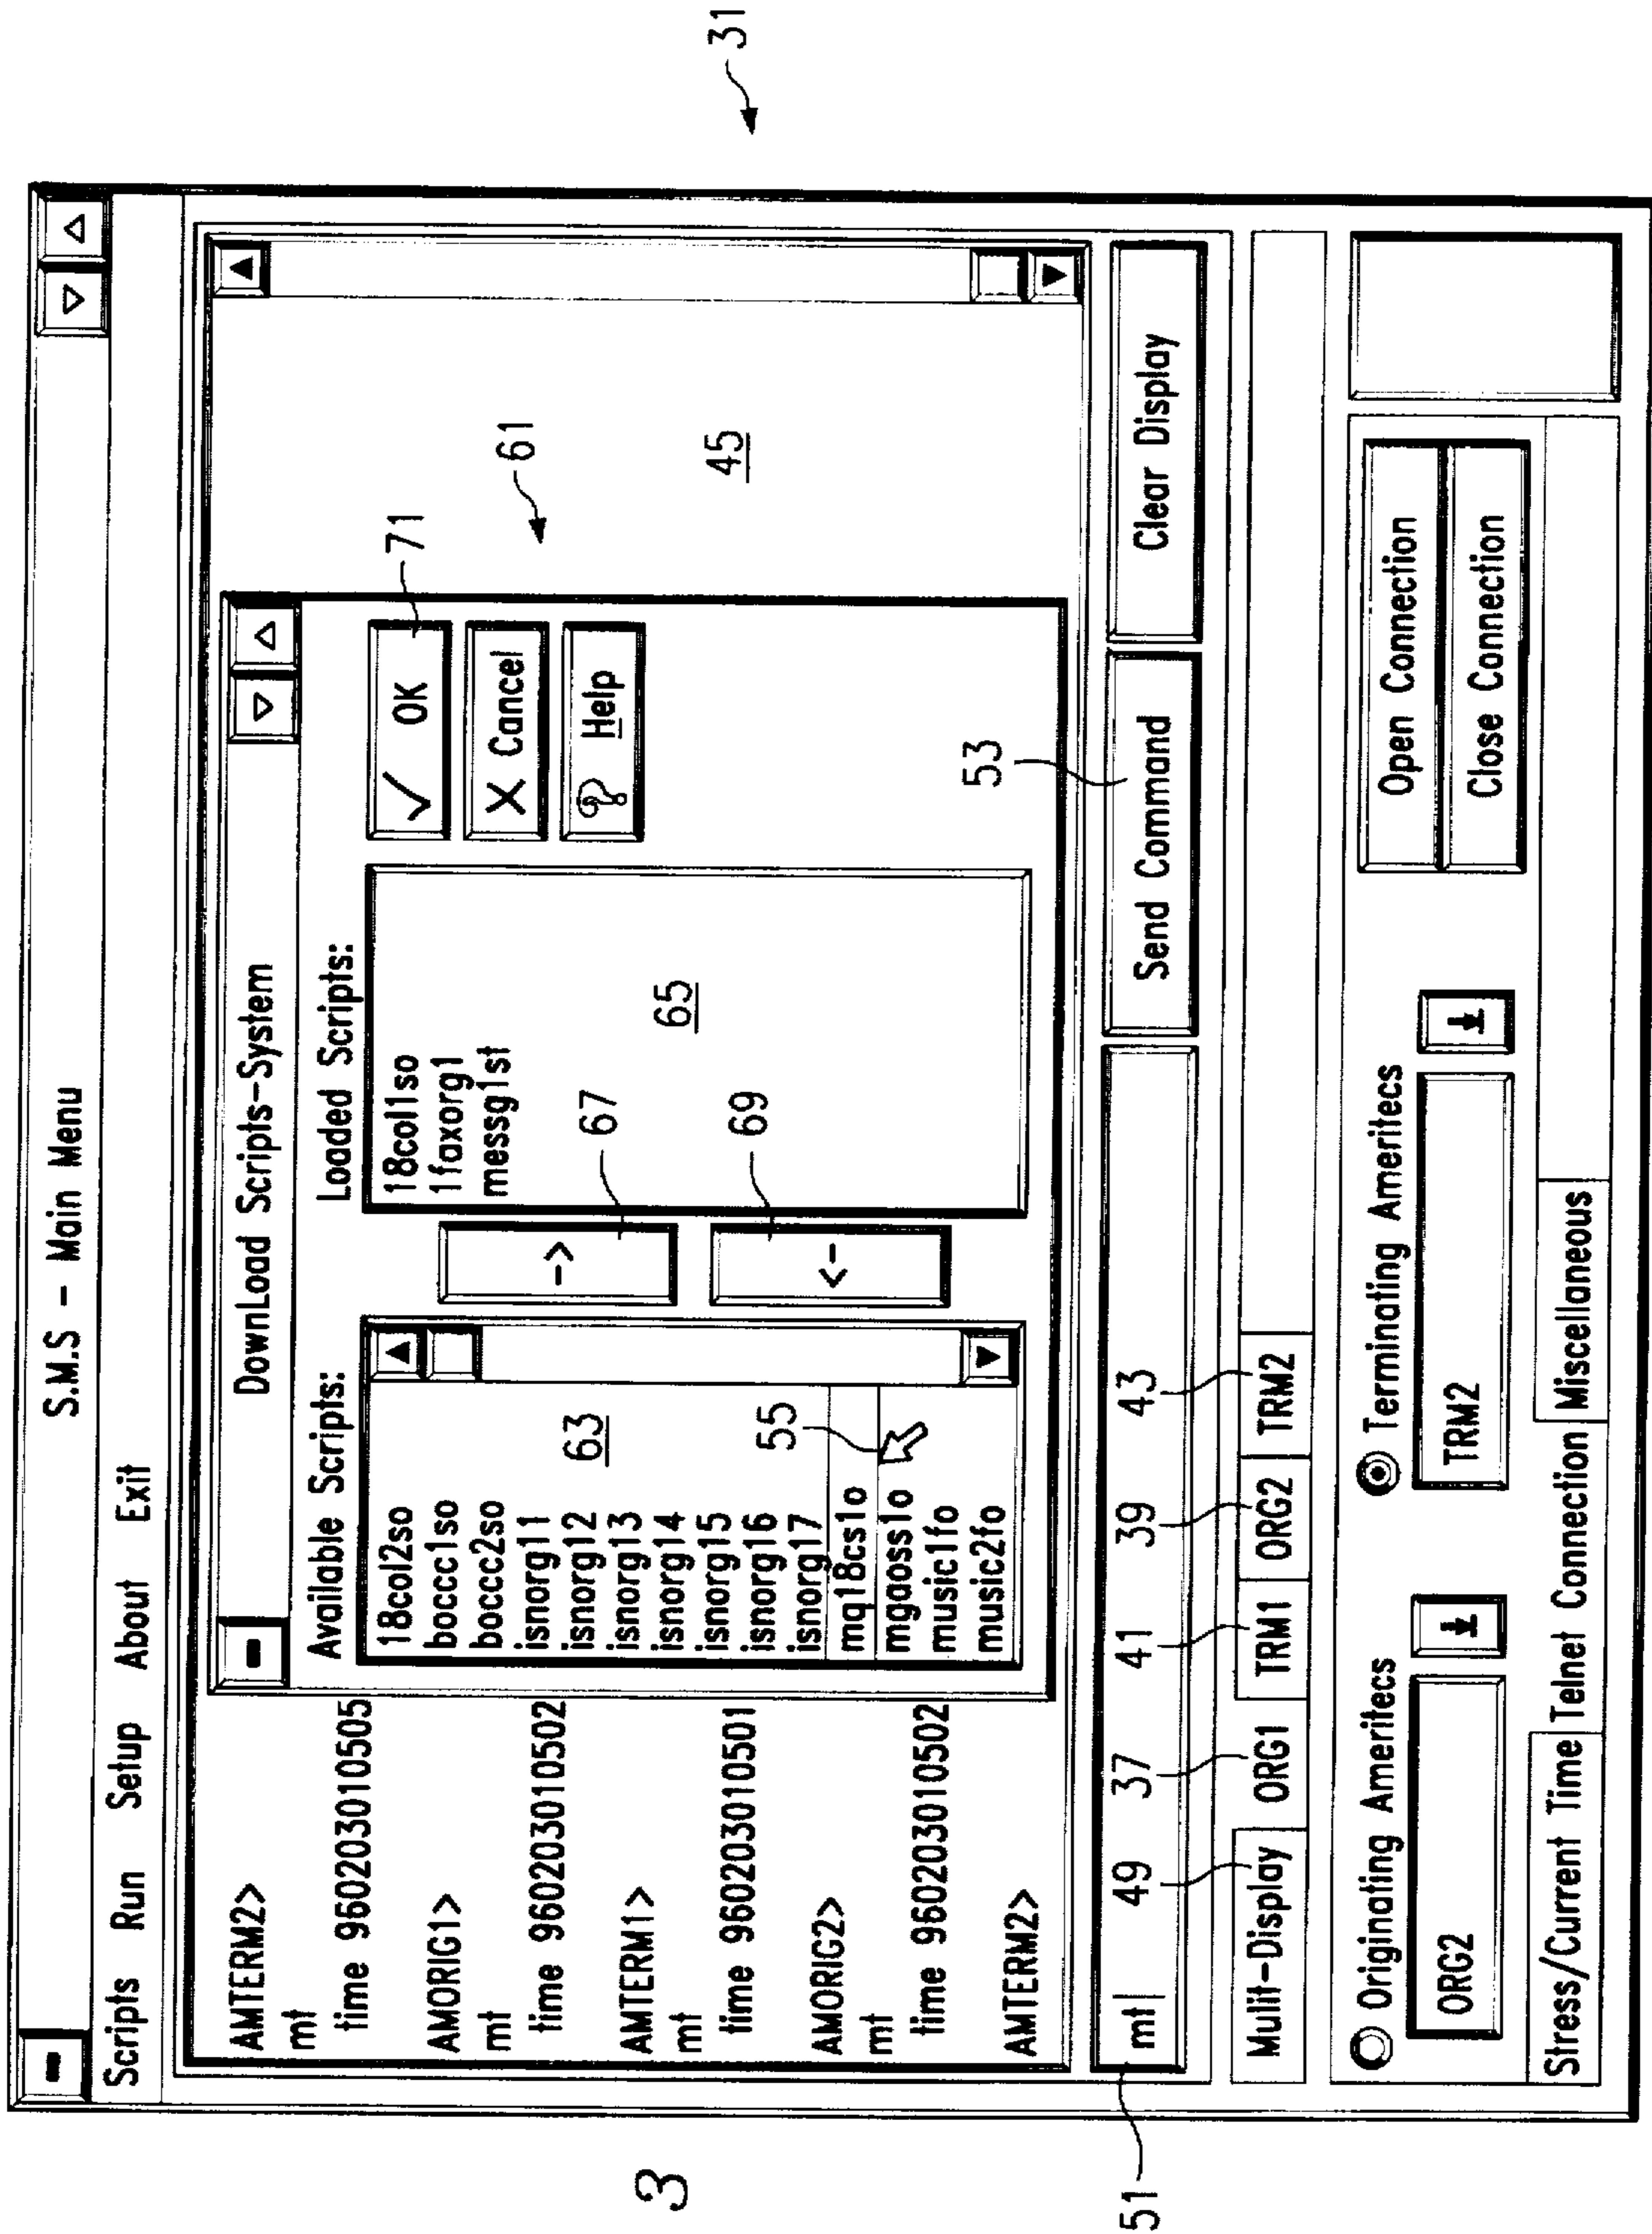 S.M.S - Main Menu
Scripts Run Setup About Exit
AMTERM2>
mt
time 960203010505
AMORIG1>
mt
time 960203010502
AMTERM1>
mt
time 960203010501
AMORIG2>
mt
time 960203010502
AMTERM2>
DownLoad Scripts-System
Available Scripts:
18col2so
boccc1so
boccc2so
isnorg11
isnorg12
isnorg13
isnorg14
isnorg15
isnorg16
isnorg17
mq18cs1o
mgaoss1o
music1fo
music2fo
63
55
->
67
<-
69
Loaded Scripts:
18col1so
1faxorg1
messg1st
65
OK
71
Cancel
Help
61
45
31
mt
51
Send Command
53
Clear Display
49
37
41
39
43
Mulit-Display ORG1 TRM1 ORG2 TRM2
Originating Ameritecs
ORG2
Terminating Ameritecs
TRM2
Open Connection
Close Connection
Stress/Current Time Telnet Connection Miscellaneous
3